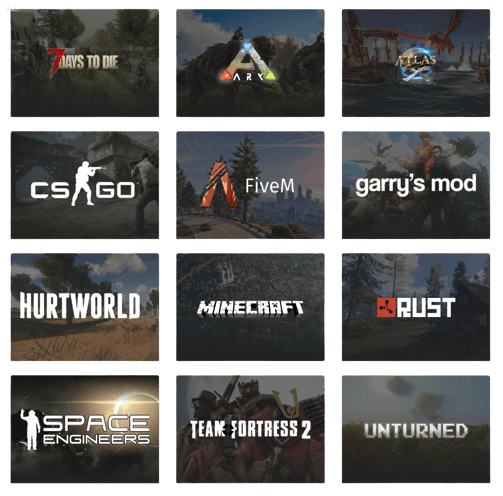 7 DAYS TO DIE
ARK
ATLAS
CS GO
FiveM
garry's mod
HURTWORLD
MINECRAFT
RUST
SPACE
ENGINEERS
TEAM FORTRESS 2
UNTURNED